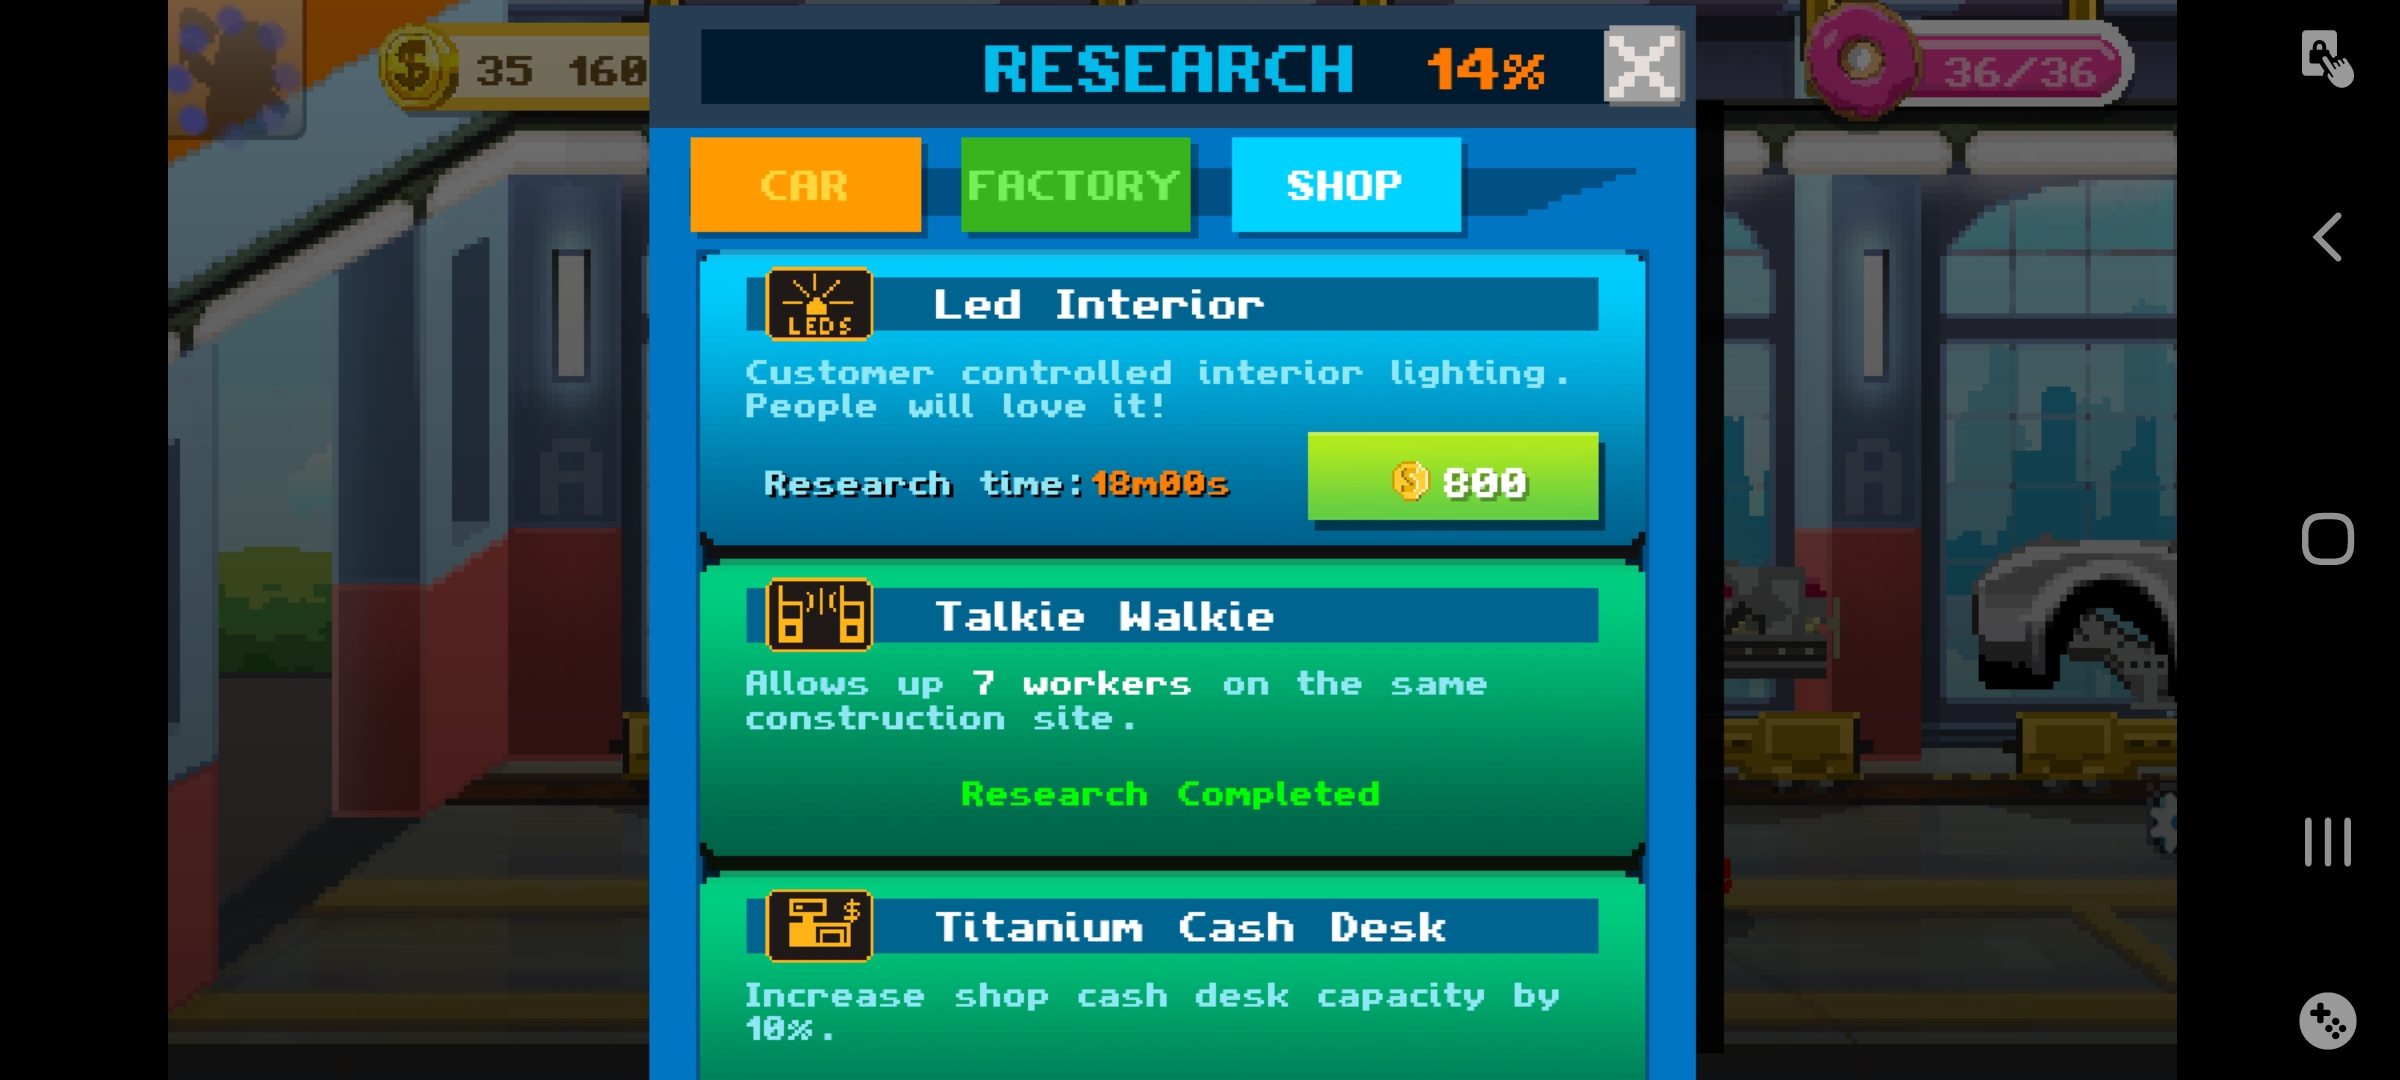 35 160
RESEARCH 14%
36/36
CAR FACTORY SHOP
LEDS
Led Interior
Customer controlled interior lighting.
People will love it!
Research time:18m00s
800
A
A
Talkie Walkie
Allows up 7 workers on the same
construction site.
Research Completed
$
Titanium Cash Desk
Increase shop cash desk capacity by
10%.